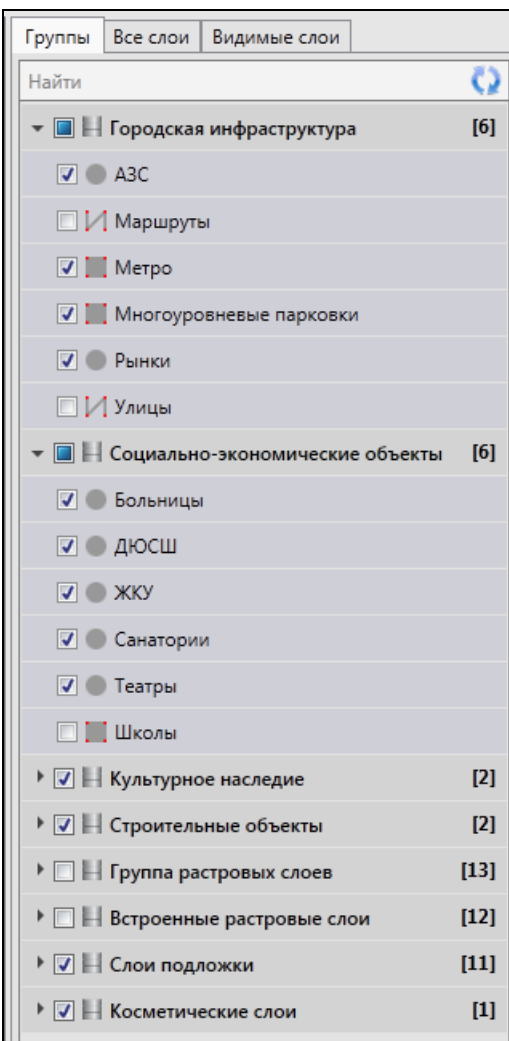 Группы Все слои Видимые слои
Найти
Городская инфраструктура [6]
АЗС
Маршруты
Метро
Многоуровневые парковки
Рынки
Улицы
Социально-экономические объекты [6]
Больницы
ДЮСШ
ЖКУ
Санатории
Театры
Школы
Культурное наследие [2]
Строительные объекты [2]
Группа растровых слоев [13]
Встроенные растровые слои [12]
Слои подложки [11]
Косметические слои [1]